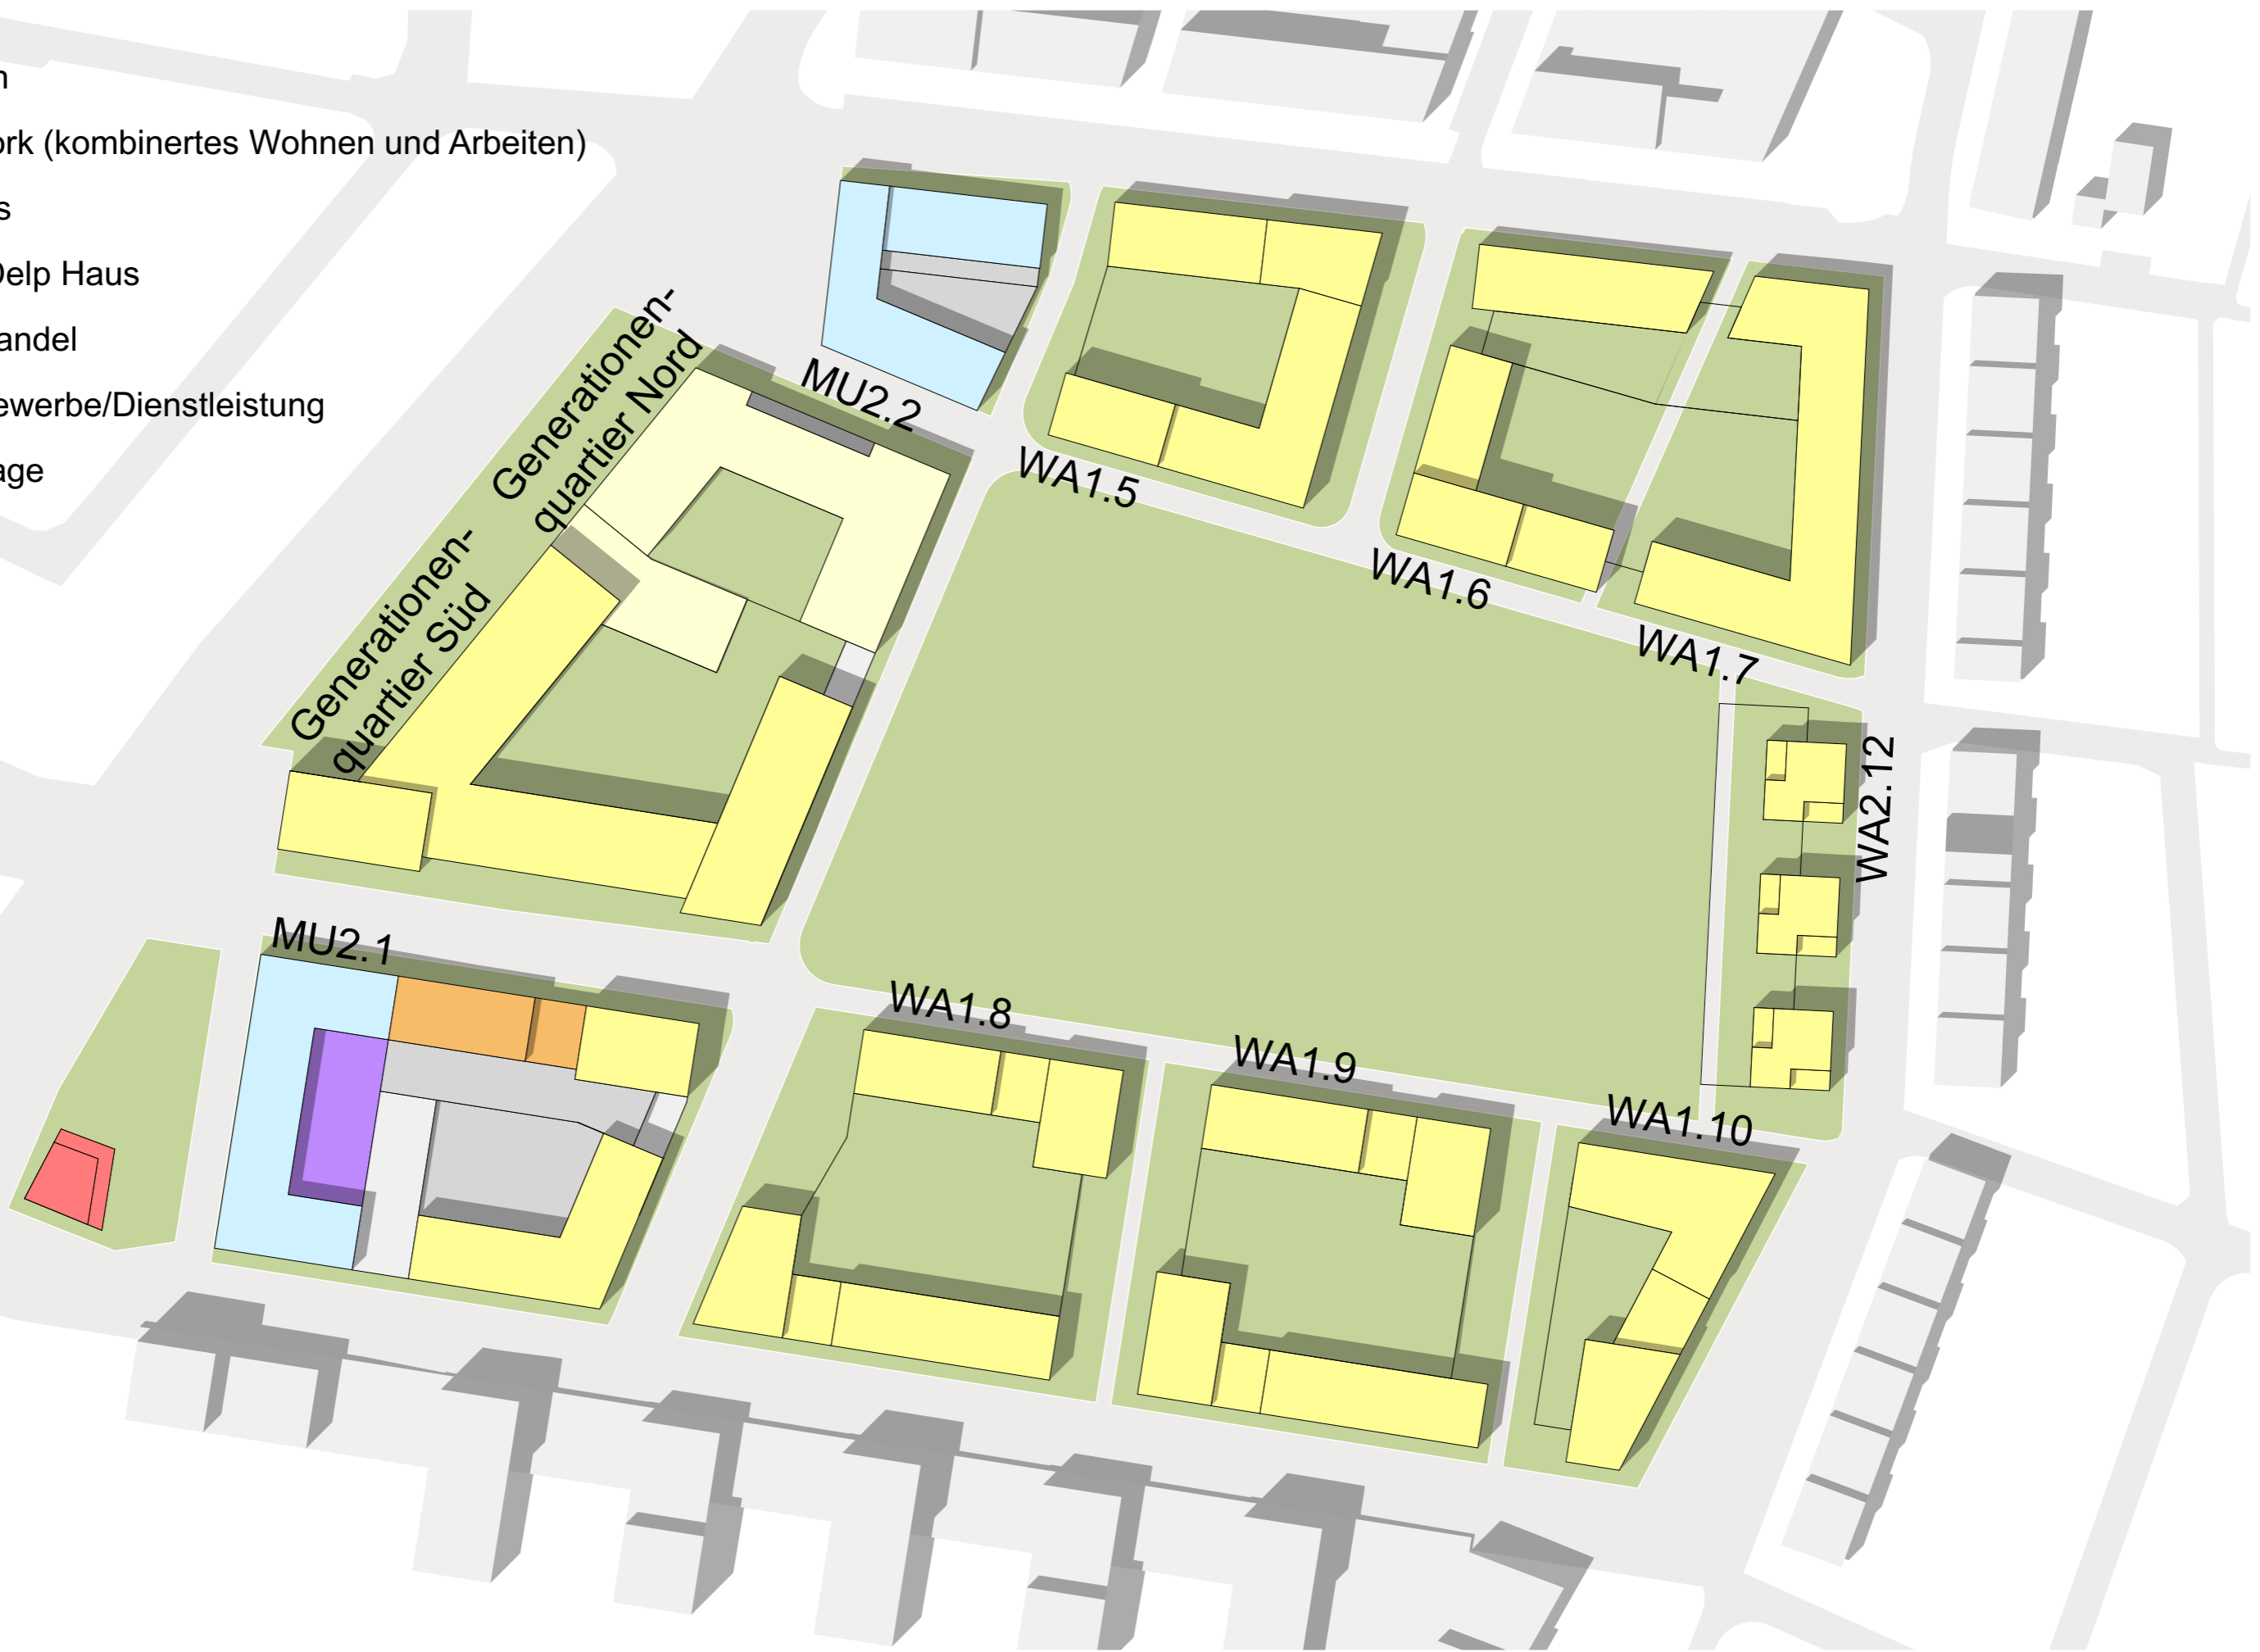 n
ork (kombinertes Wohnen und Arbeiten)
s
Delp Haus
andel
ewerbe/Dienstleistung
age
Generationen-
quartier Nord
MU2.2
WA1.5
WA1.6
WA1.7
Generationen-
quartier Süd
WA2.12
MU2.1
WA1.8
WA1.9
WA1.10